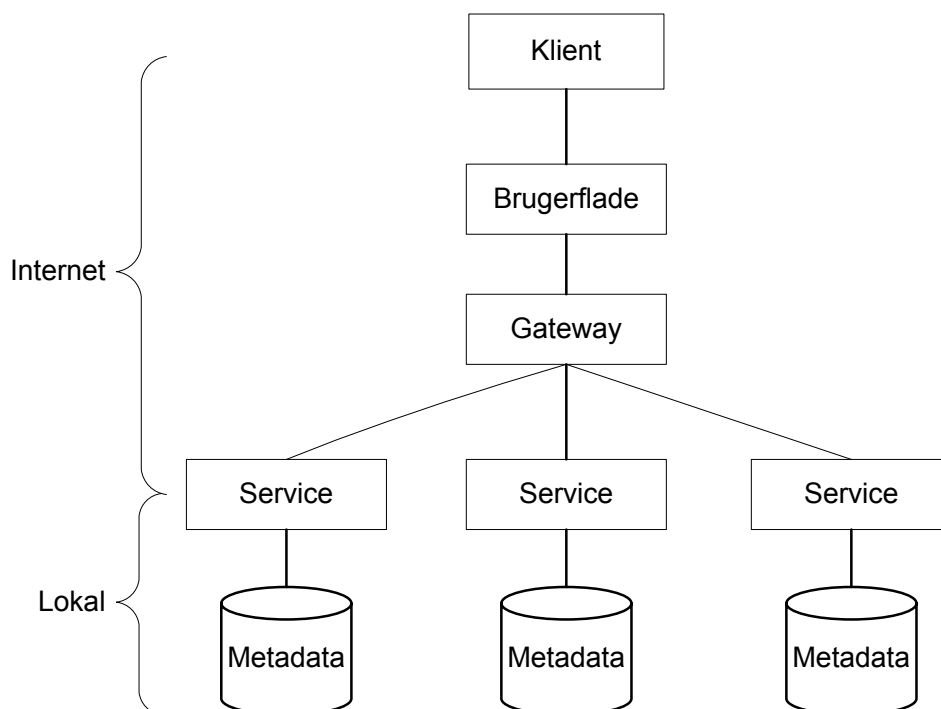 Klient
Brugerflade
Internet
Gateway
Service Service Service
Lokal
Metadata Metadata Metadata